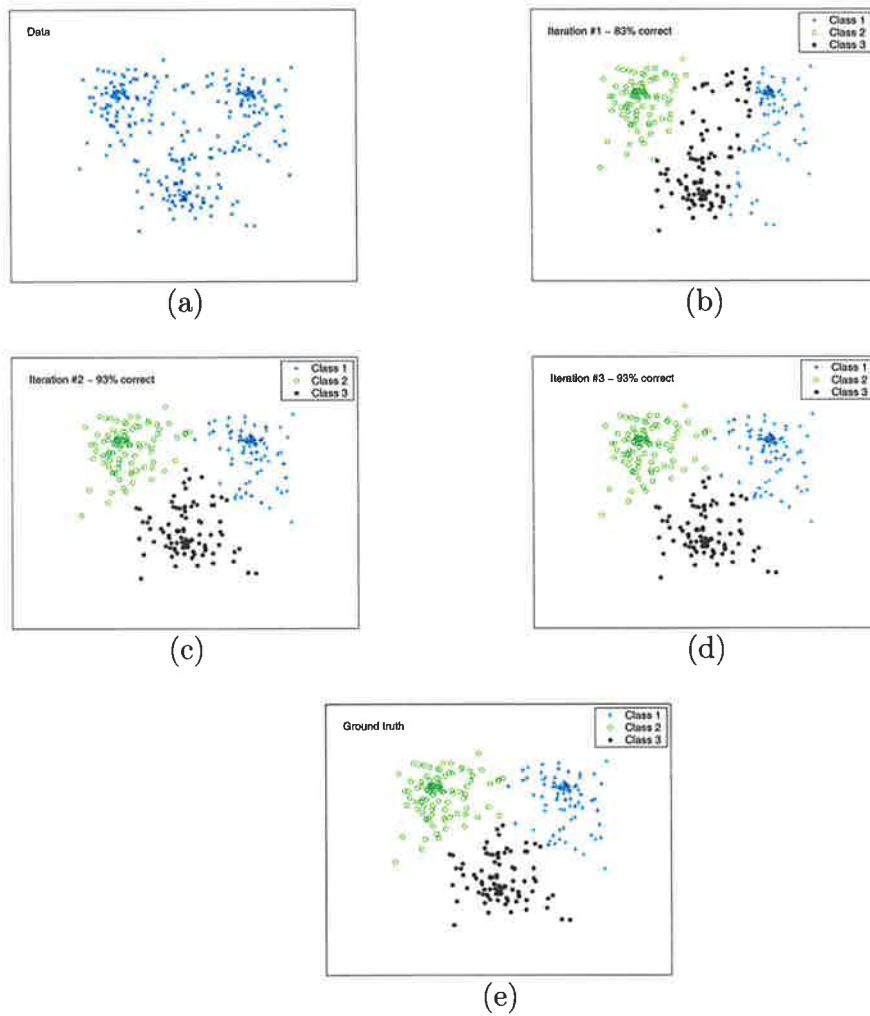 Data
(a)
Iteration #1 – 83% correct
Class 1
Class 2
Class 3
(b)
Iteration #2 – 93% correct
Class 1
Class 2
Class 3
(c)
Iteration #3 – 93% correct
Class 1
Class 2
Class 3
(d)
Ground truth
Class 1
Class 2
Class 3
(e)